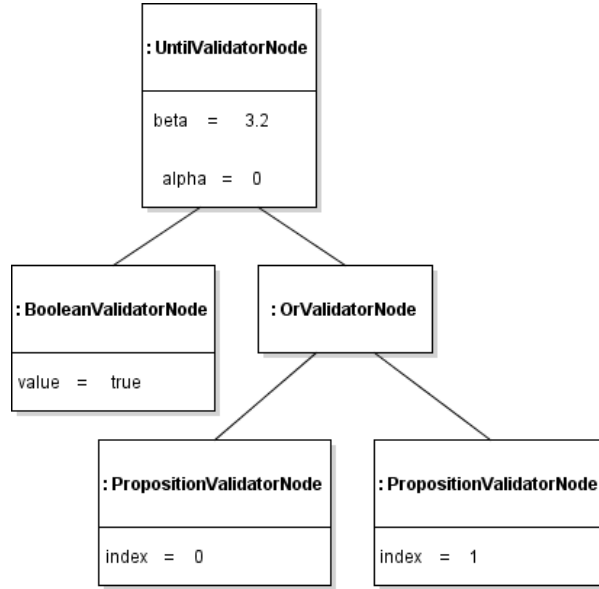 : UntilValidatorNode
beta = 3.2
alpha = 0
: BooleanValidatorNode
value = true
: OrValidatorNode
: PropositionValidatorNode
index = 0
: PropositionValidatorNode
index = 1